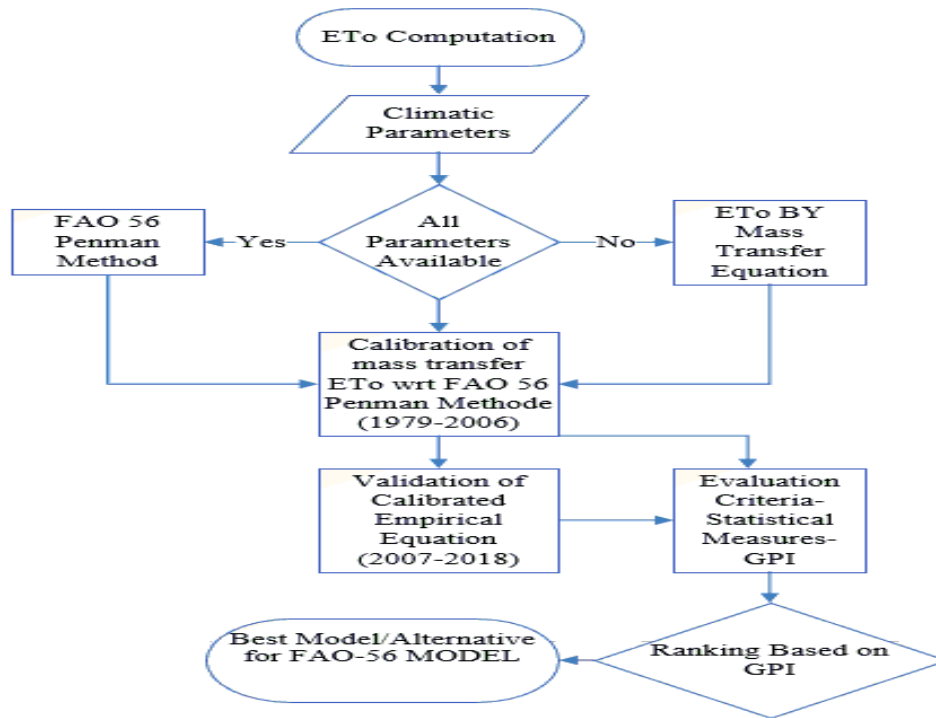 ETo Computation
Climatic
Parameters
FAO 56
Penman
Method
Yes
All
Parameters
Available
No
ETo BY
Mass
Transfer
Equation
Calibration of
mass transfer
ETo wrt FAO 56
Penman Methode
(1979-2006)
Validation of
Calibrated
Empirical
Equation
(2007-2018)
Evaluation
Criteria-
Statistical
Measures-
GPI
Best Model/Alternative
for FAO-56 MODEL
Ranking Based on
GPI